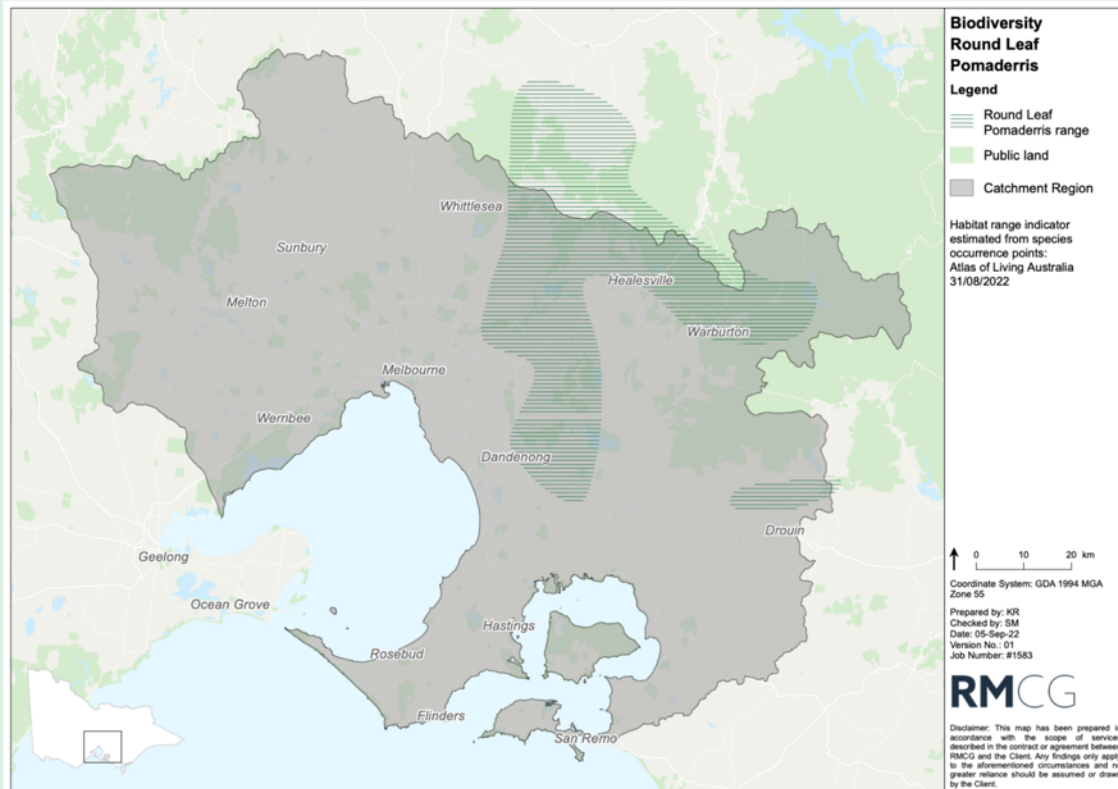 Biodiversity
Round Leaf
Pomaderris
Legend
Round Leaf
Pomaderris range
Public land
Catchment Region
Habitat range indicator
estimated from species
occurrence points:
Atlas of Living Australia
31/08/2022
Whittlesea
Sunbury
Healesville
Melton
Warburton
Melbourne
Werribee
Dandenong
Drouin
Geelong
Ocean Grove
Hastings
Rosebud
Flinders
San Remo
0 10 20 km
Coordinate System: GDA 1994 MGA
Zone 55
Prepared by: KR
Checked by: SM
Date: 05-Sep-22
Version No.: 01
Job Number: #1583
RMCG
Disclaimer: This map has been prepared i
accordance with the scope of service
described in the contract or agreement between
RMCG and the Client. Any findings only apply
to the aforementioned circumstances and n
greater reliance should be assumed or draw
by the Client.